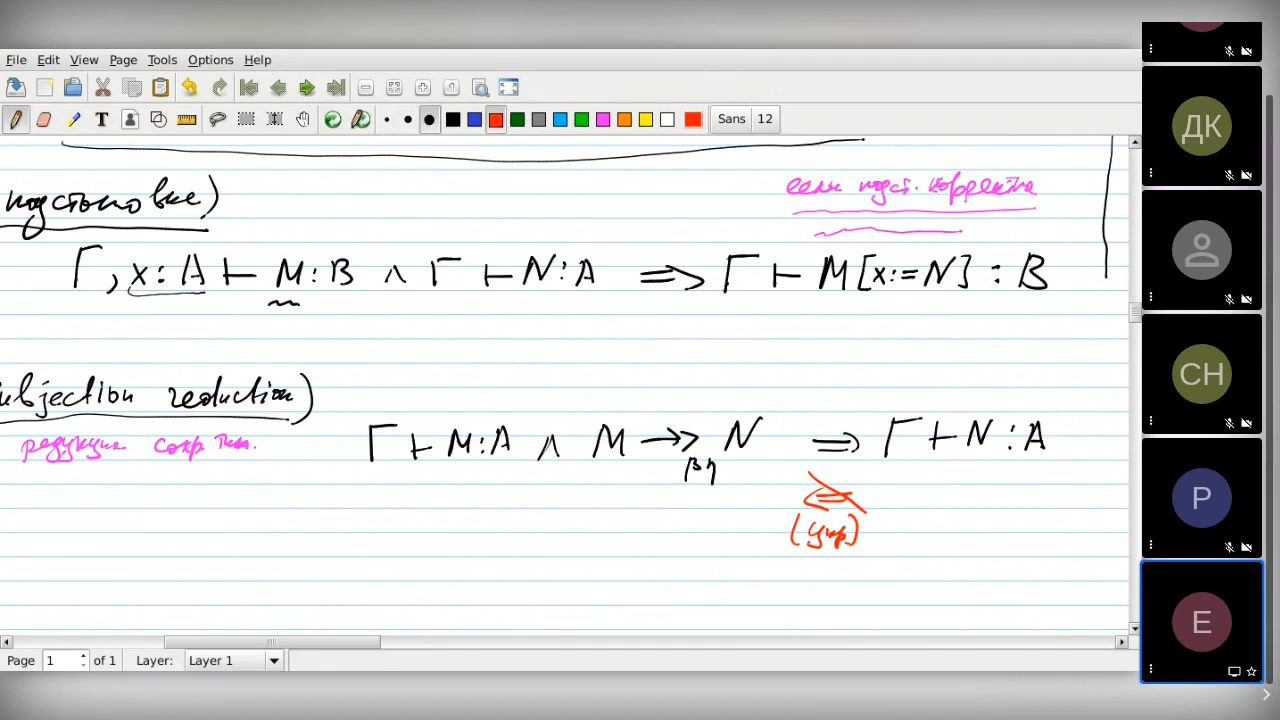 File Edit View Page Tools Options Help
Sans 12
ДК
подстановке)
если подст. корректна
Γ, x : A ⊢ M : B ∧ Γ ⊢ N : A ⟹ Γ ⊢ M [x := N] : B
СН
ubjection reduction)
редукция сохр тип.
Γ ⊢ M : A ∧ M ↠ N ⟹ Γ ⊢ N : A
βη
⟸
(упр)
Р
Е
Page 1 of 1 Layer: Layer 1